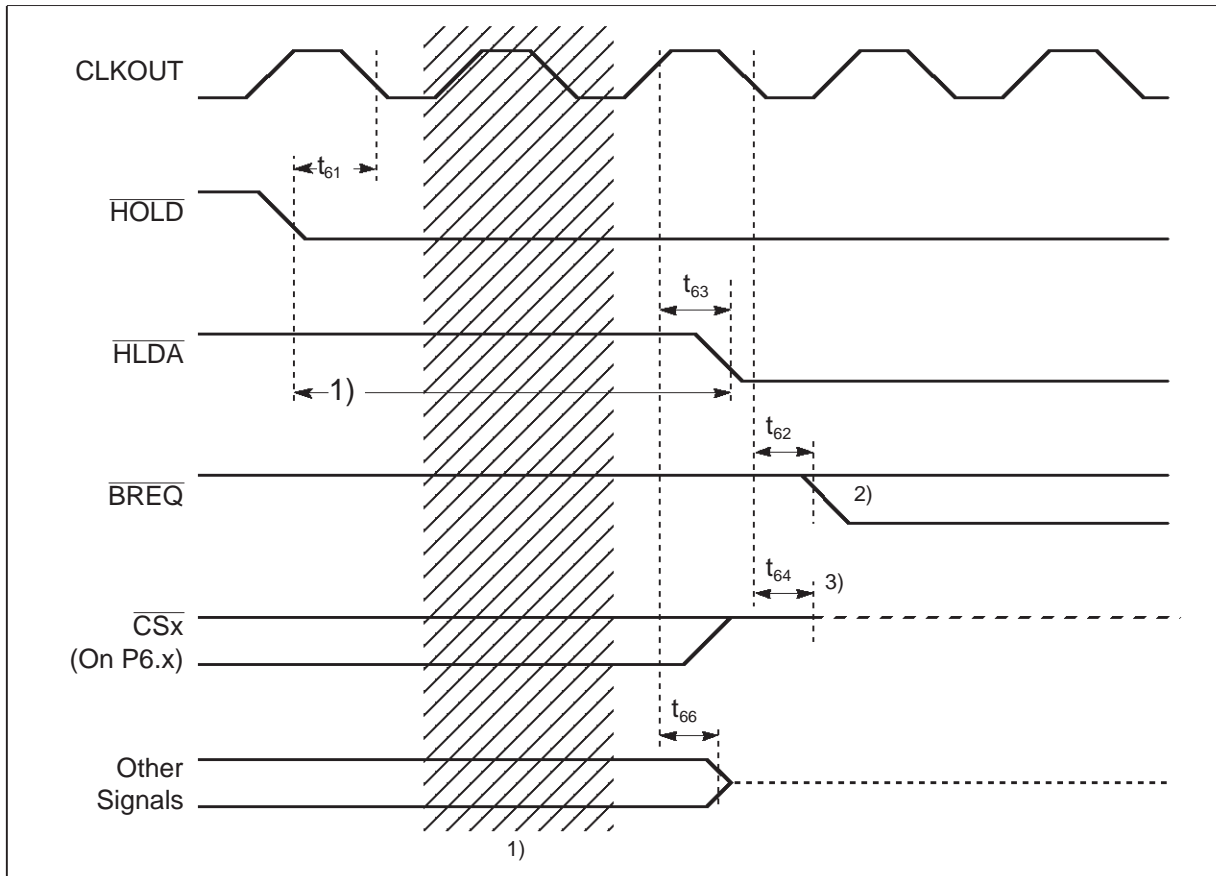 CLKOUT
t61
HOLD
t63
HLDA
1)
t62
BREQ
2)
t64
3)
CSx
(On P6.x)
t66
Other
Signals
1)